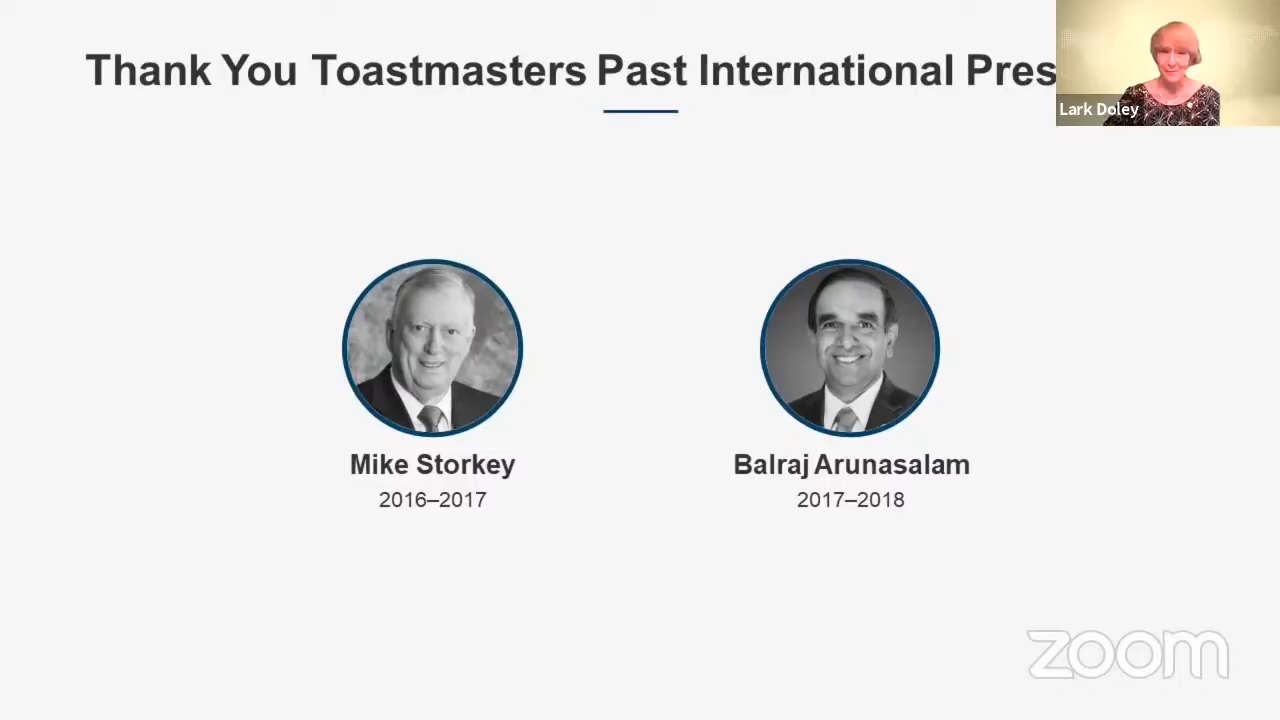 Thank You Toastmasters Past International Pres
Lark Doley
Mike Storkey
2016–2017
Balraj Arunasalam
2017–2018
zoom